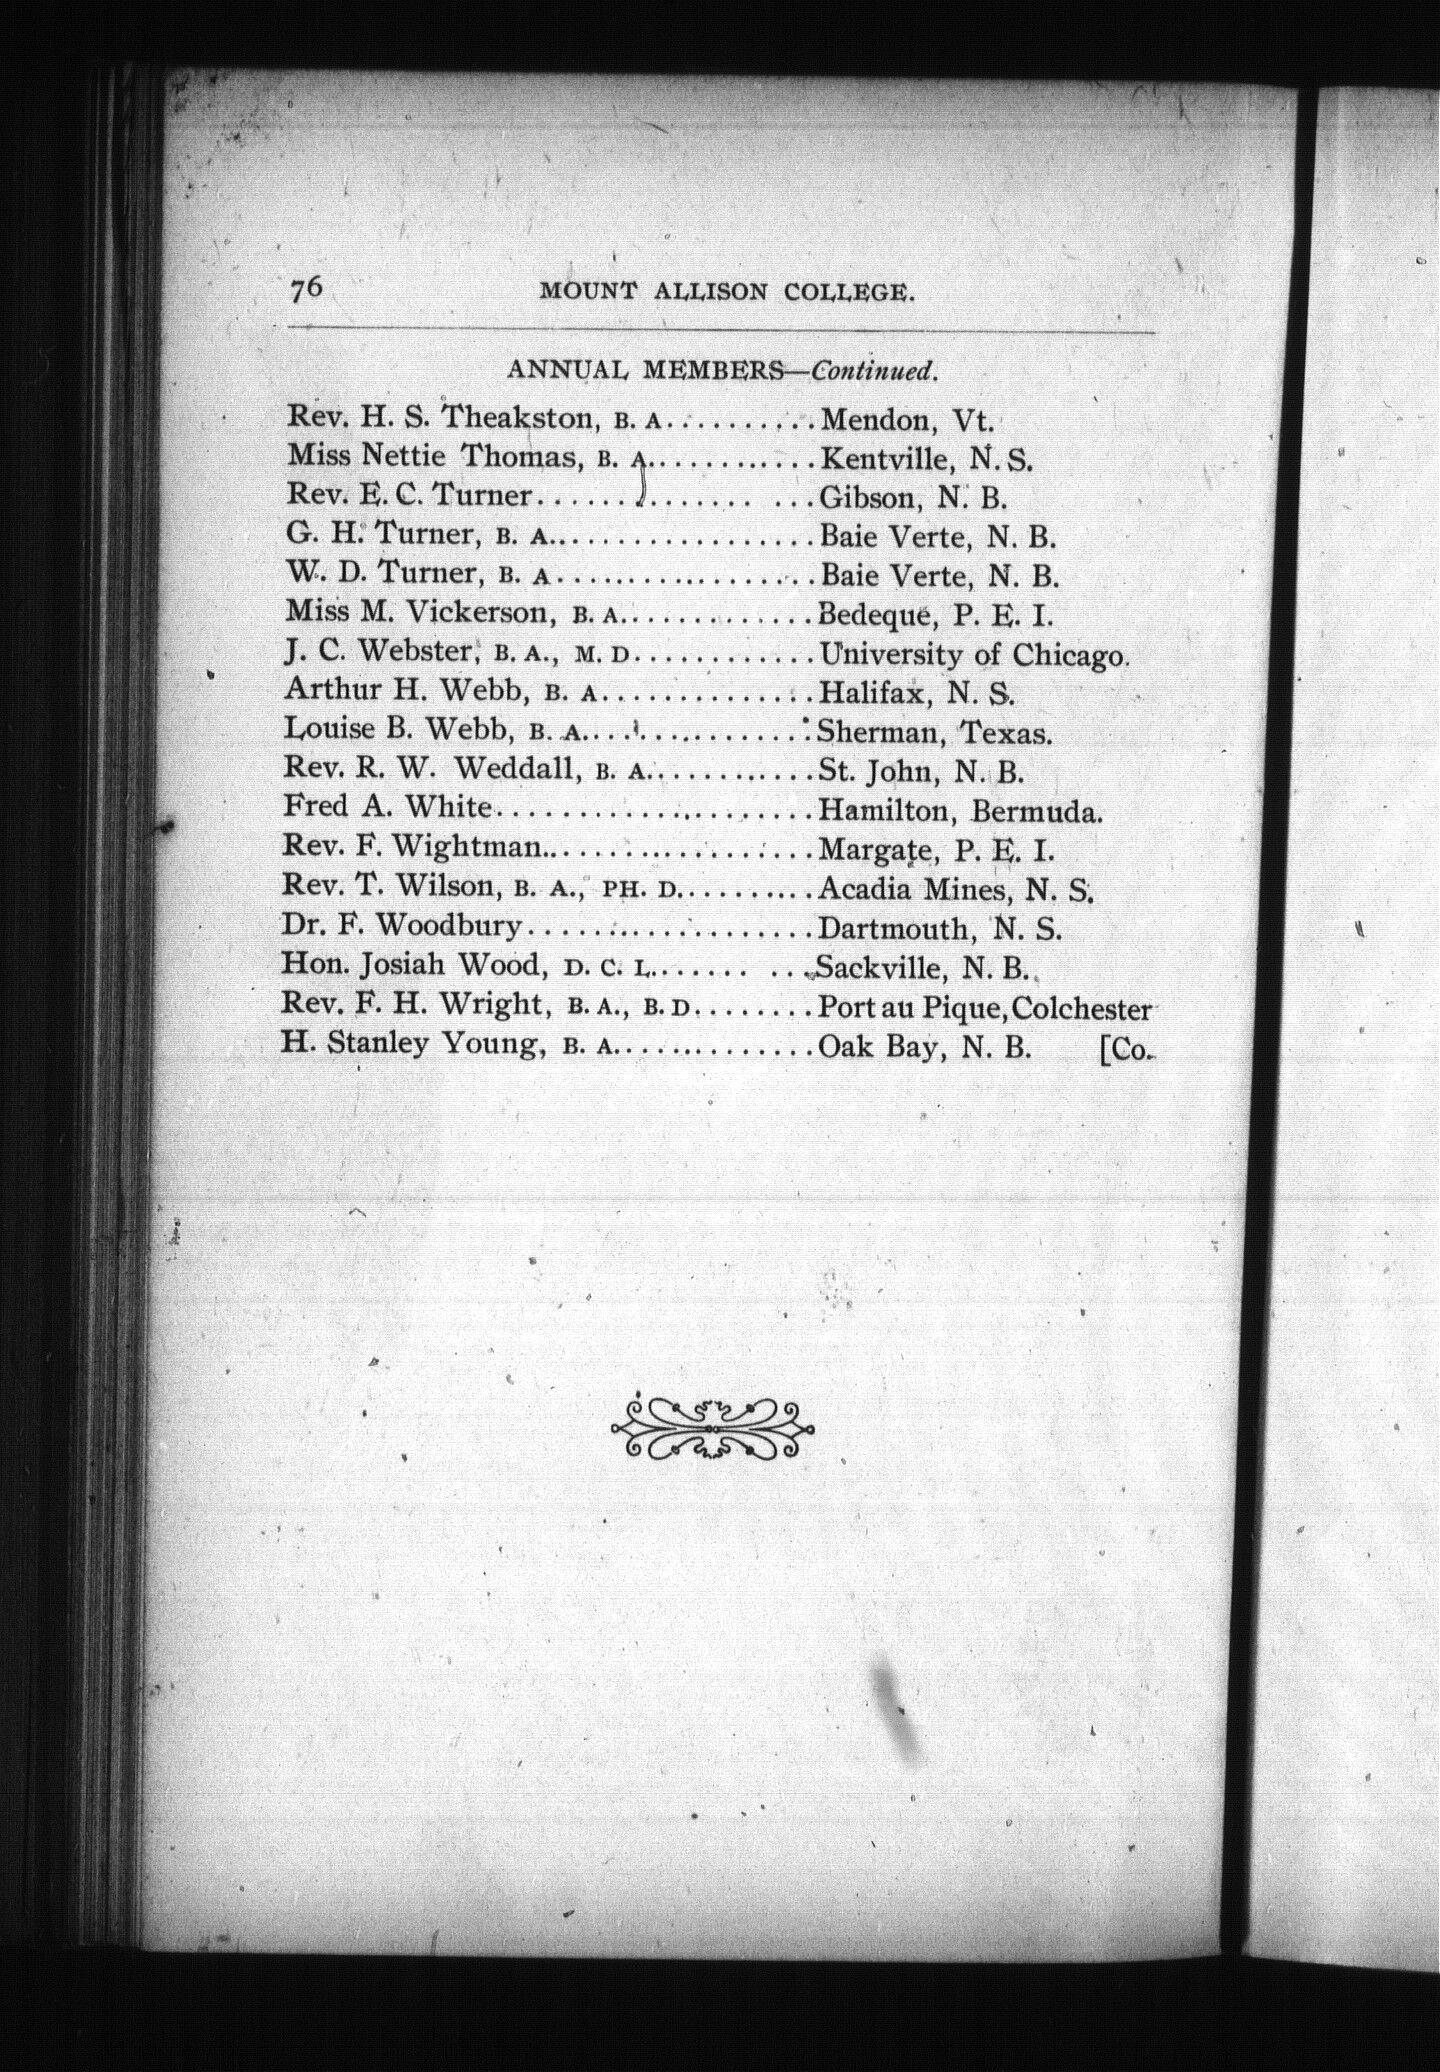 76 MOUNT ALLISON COLLEGE.
ANNUAL MEMBERS—Continued.
Rev. H. S. Theakston, B. A..........Mendon, Vt.
Miss Nettie Thomas, B. A............Kentville, N. S.
Rev. E. C. Turner.............. ...Gibson, N. B.
G. H. Turner, B. A..................Baie Verte, N. B.
W. D. Turner, B. A..................Baie Verte, N. B.
Miss M. Vickerson, B. A.............Bedeque, P. E. I.
J. C. Webster, B. A., M. D............University of Chicago.
Arthur H. Webb, B. A..............Halifax, N. S.
Louise B. Webb, B. A...............Sherman, Texas.
Rev. R. W. Weddall, B. A............St. John, N. B.
Fred A. White.....................Hamilton, Bermuda.
Rev. F. Wightman...................Margate, P. E. I.
Rev. T. Wilson, B. A., PH. D..........Acadia Mines, N. S.
Dr. F. Woodbury....................Dartmouth, N. S.
Hon. Josiah Wood, D. C. L....... ...Sackville, N. B.
Rev. F. H. Wright, B. A., B. D........Port au Pique, Colchester
H. Stanley Young, B. A..............Oak Bay, N. B. [Co.